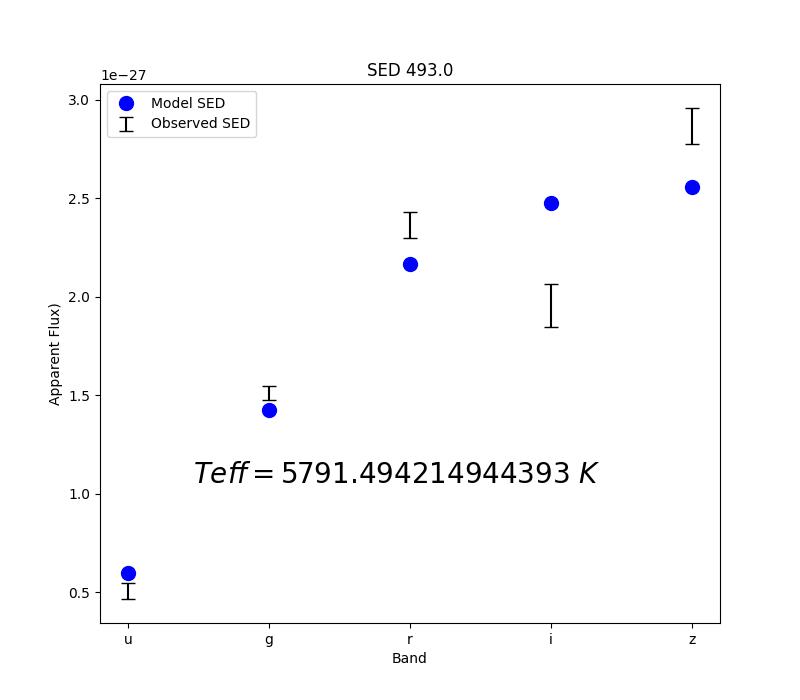 SED 493.0
1e−27
Model SED
Observed SED
3.0
2.5
2.0
1.5
1.0
0.5
Apparent Flux)
Teff = 5791.494214944393 K
u g r i z
Band